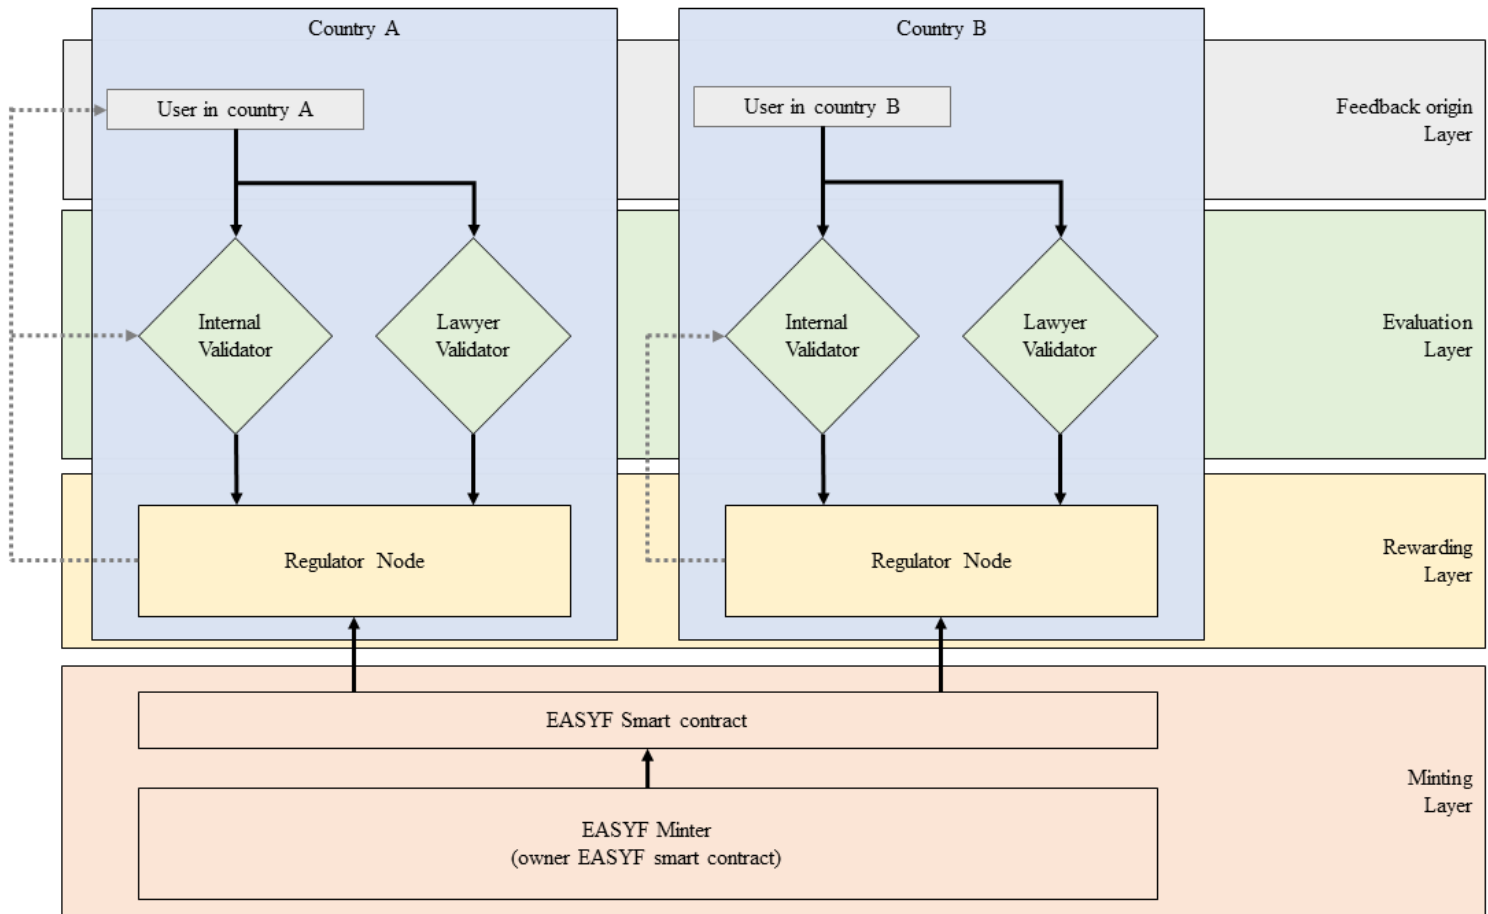 Country A
Country B
User in country A
User in country B
Feedback origin
Layer
Internal
Validator
Lawyer
Validator
Internal
Validator
Lawyer
Validator
Evaluation
Layer
Regulator Node
Regulator Node
Rewarding
Layer
EASYF Smart contract
Minting
Layer
EASYF Minter
(owner EASYF smart contract)